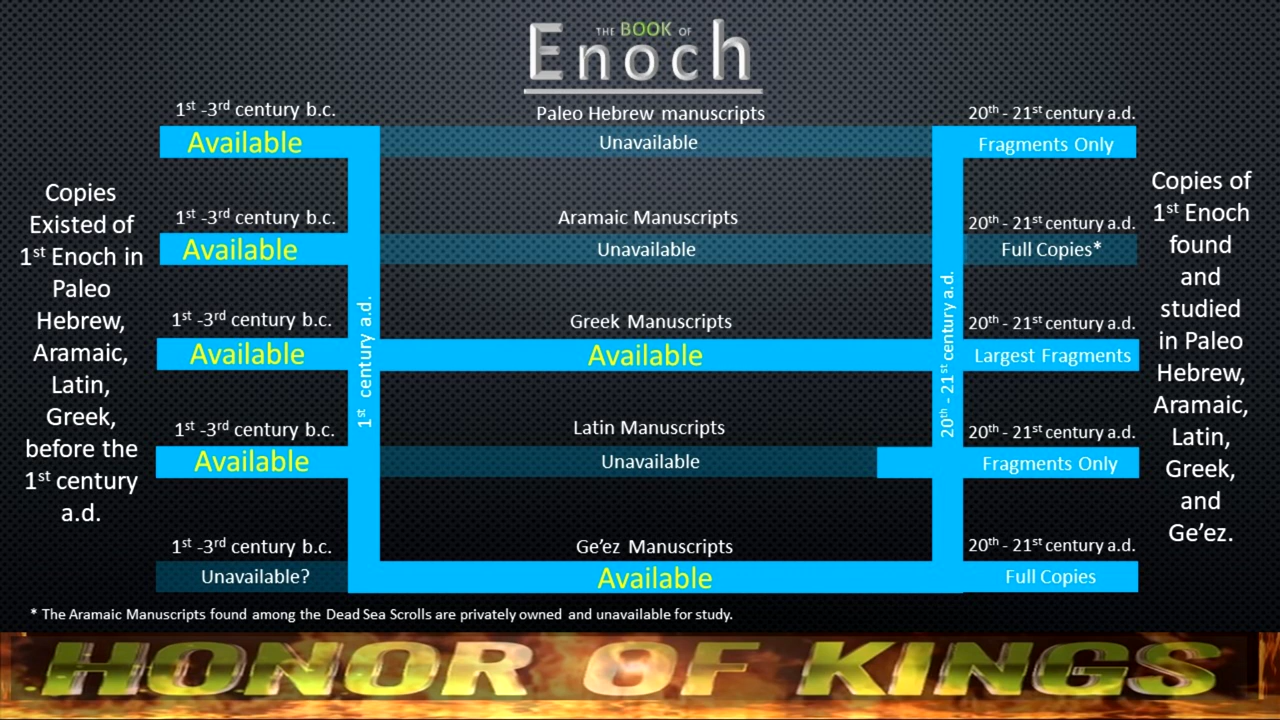 THE BOOK OF
Enoch
1st -3rd century b.c.
Paleo Hebrew manuscripts
20th - 21st century a.d.
Available
Unavailable
Fragments Only
Copies
Existed of
1st Enoch in
Paleo
Hebrew,
Aramaic,
Latin,
Greek,
before the
1st century
a.d.
1st -3rd century b.c.
Aramaic Manuscripts
20th - 21st century a.d.
Available
Unavailable
Full Copies*
1st -3rd century b.c.
Greek Manuscripts
20th - 21st century a.d.
Available
Available
Largest Fragments
1st century a.d.
20th - 21st century a.d.
1st -3rd century b.c.
Latin Manuscripts
20th - 21st century a.d.
Available
Unavailable
Fragments Only
1st -3rd century b.c.
Ge’ez Manuscripts
20th - 21st century a.d.
Unavailable?
Available
Full Copies
Copies of
1st Enoch
found
and
studied
in Paleo
Hebrew,
Aramaic,
Latin,
Greek,
and
Ge’ez.
* The Aramaic Manuscripts found among the Dead Sea Scrolls are privately owned and unavailable for study.
HONOR OF KINGS